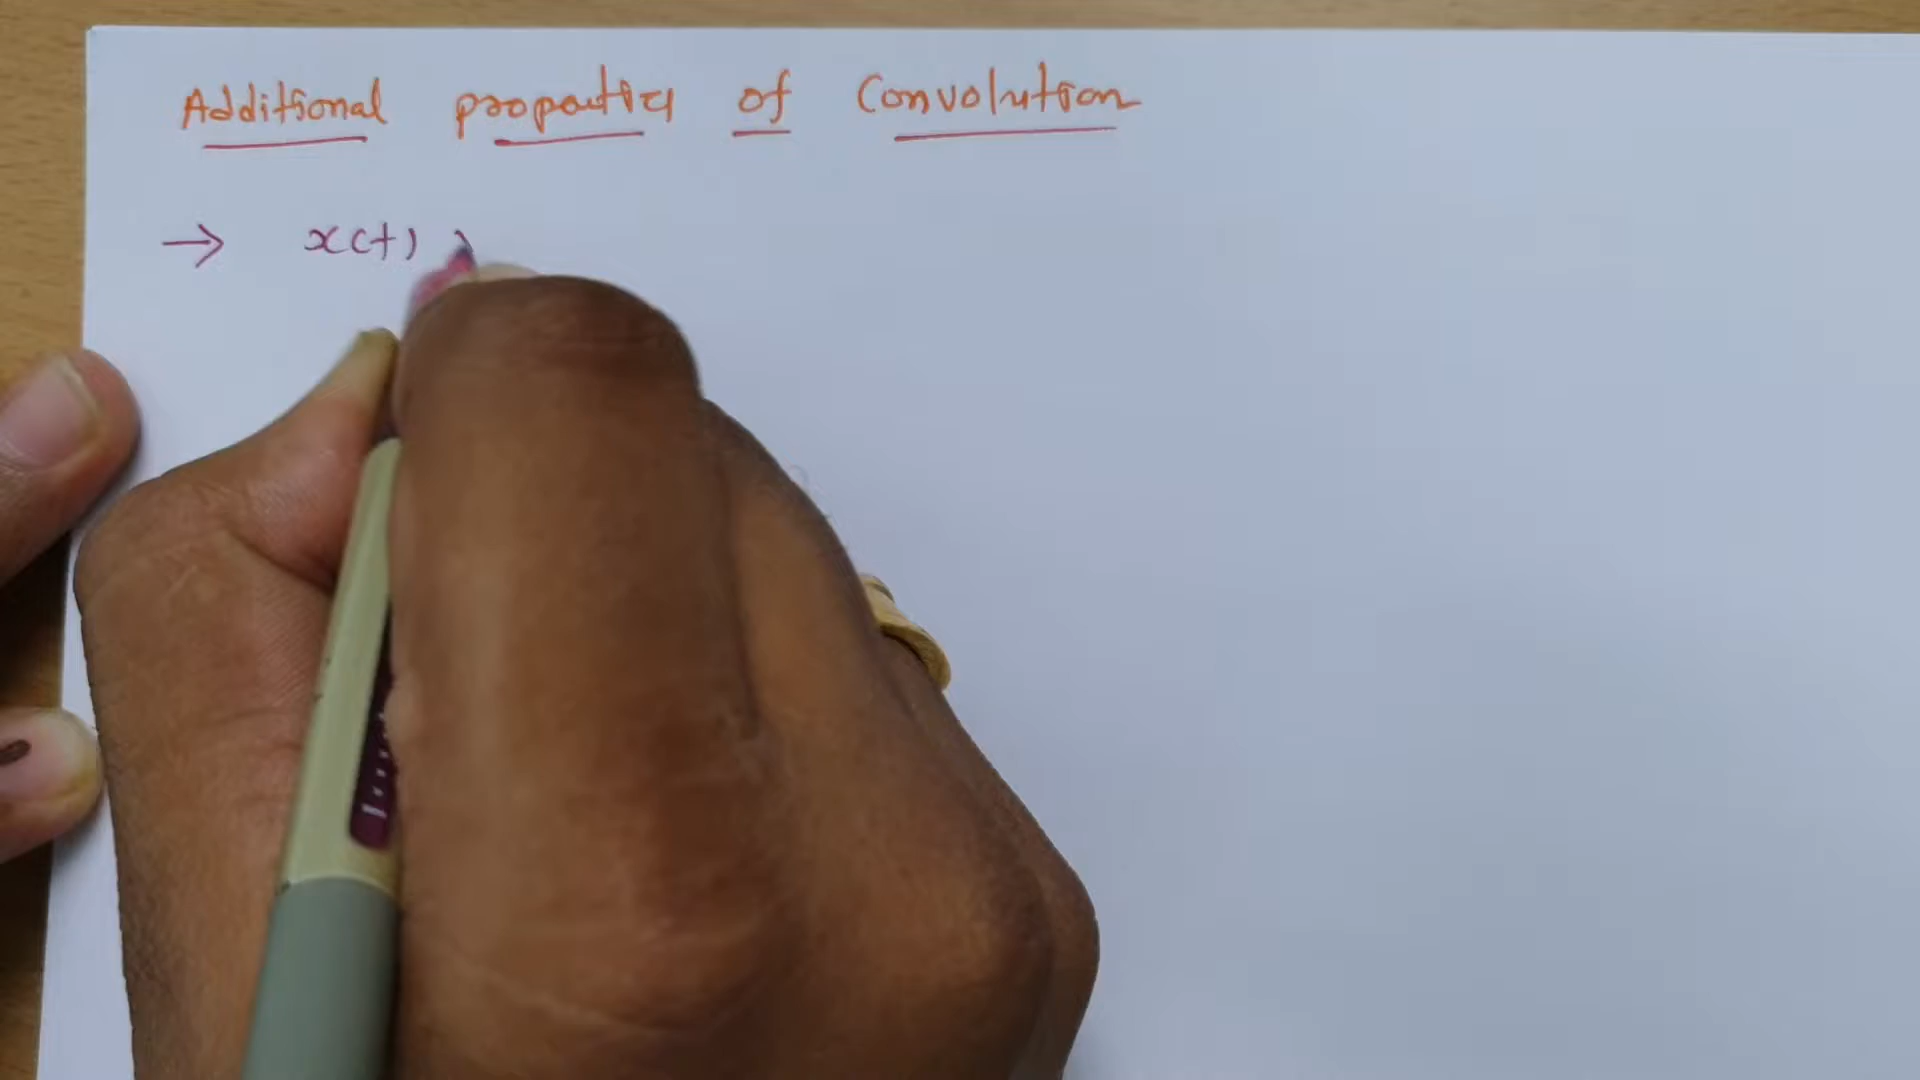 Additional properties of Convolution
→ x(t)